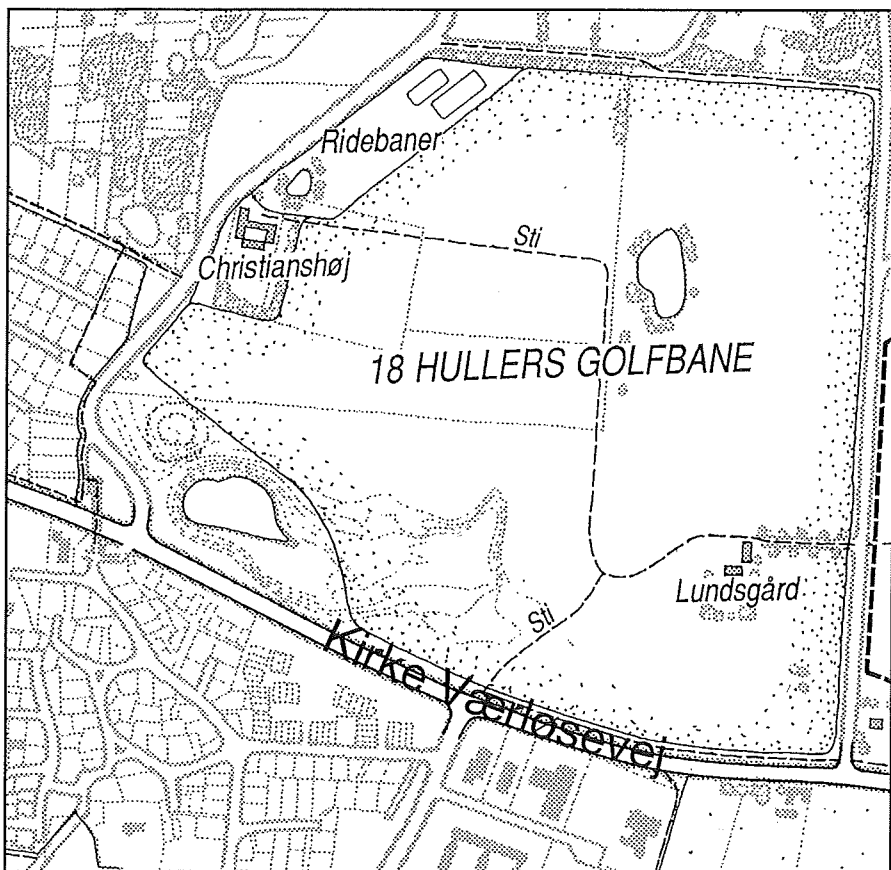 Ridebaner
Sti
Christianshøj
18 HULLERS GOLFBANE
Lundsgård
Sti
Kirke Værløsevej